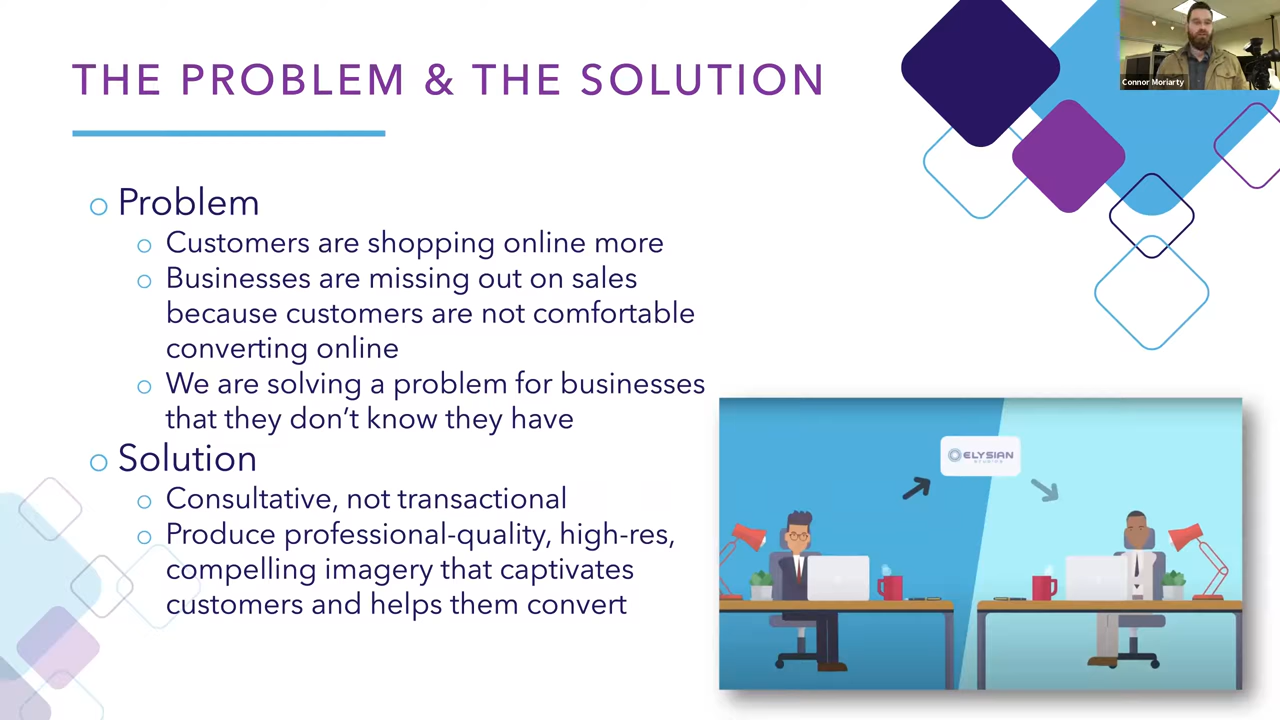 THE PROBLEM & THE SOLUTION
Connor Moriarty
o Problem
o Customers are shopping online more
o Businesses are missing out on sales
because customers are not comfortable
converting online
o We are solving a problem for businesses
that they don’t know they have
o Solution
o Consultative, not transactional
o Produce professional-quality, high-res,
compelling imagery that captivates
customers and helps them convert
ELYSIAN
STUDIOS